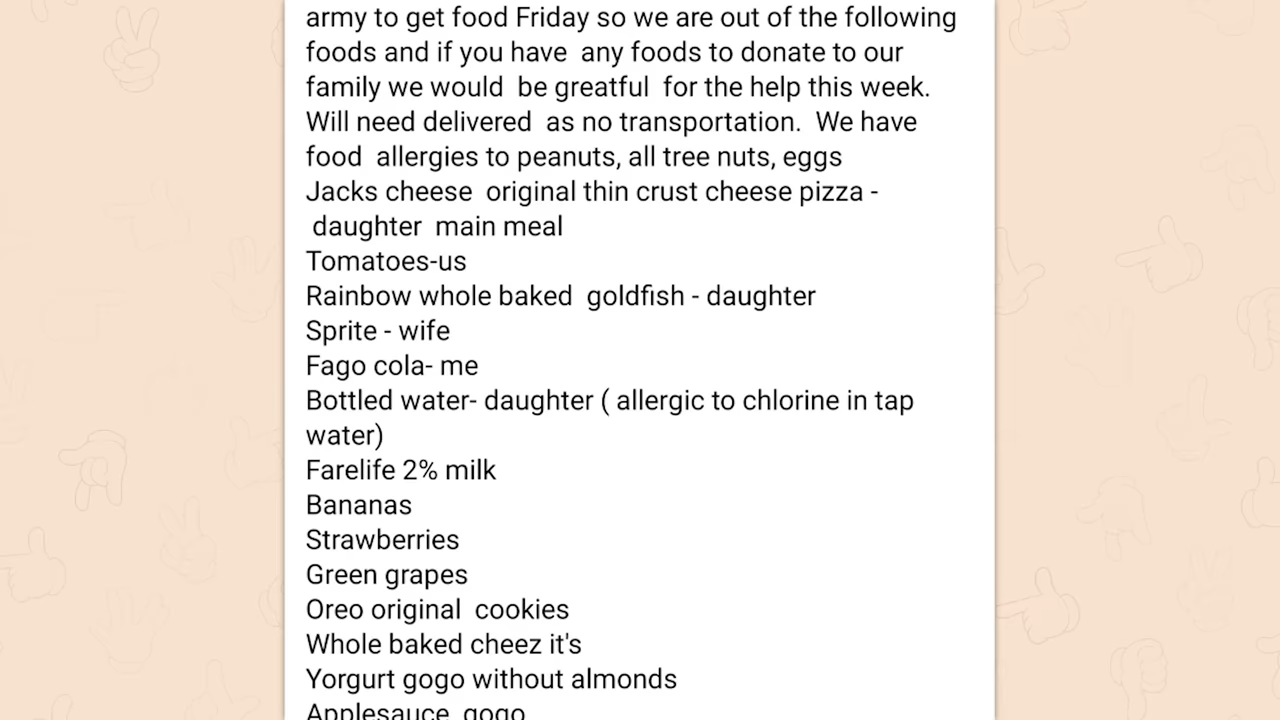 army to get food Friday so we are out of the following
foods and if you have  any foods to donate to our
family we would  be greatful  for the help this week.
Will need delivered  as no transportation.  We have
food  allergies to peanuts, all tree nuts, eggs
Jacks cheese  original thin crust cheese pizza -
daughter  main meal
Tomatoes-us
Rainbow whole baked  goldfish - daughter
Sprite - wife
Fago cola- me
Bottled water- daughter ( allergic to chlorine in tap
water)
Farelife 2% milk
Bananas
Strawberries
Green grapes
Oreo original  cookies
Whole baked cheez it's
Yorgurt gogo without almonds
Applesauce  gogo